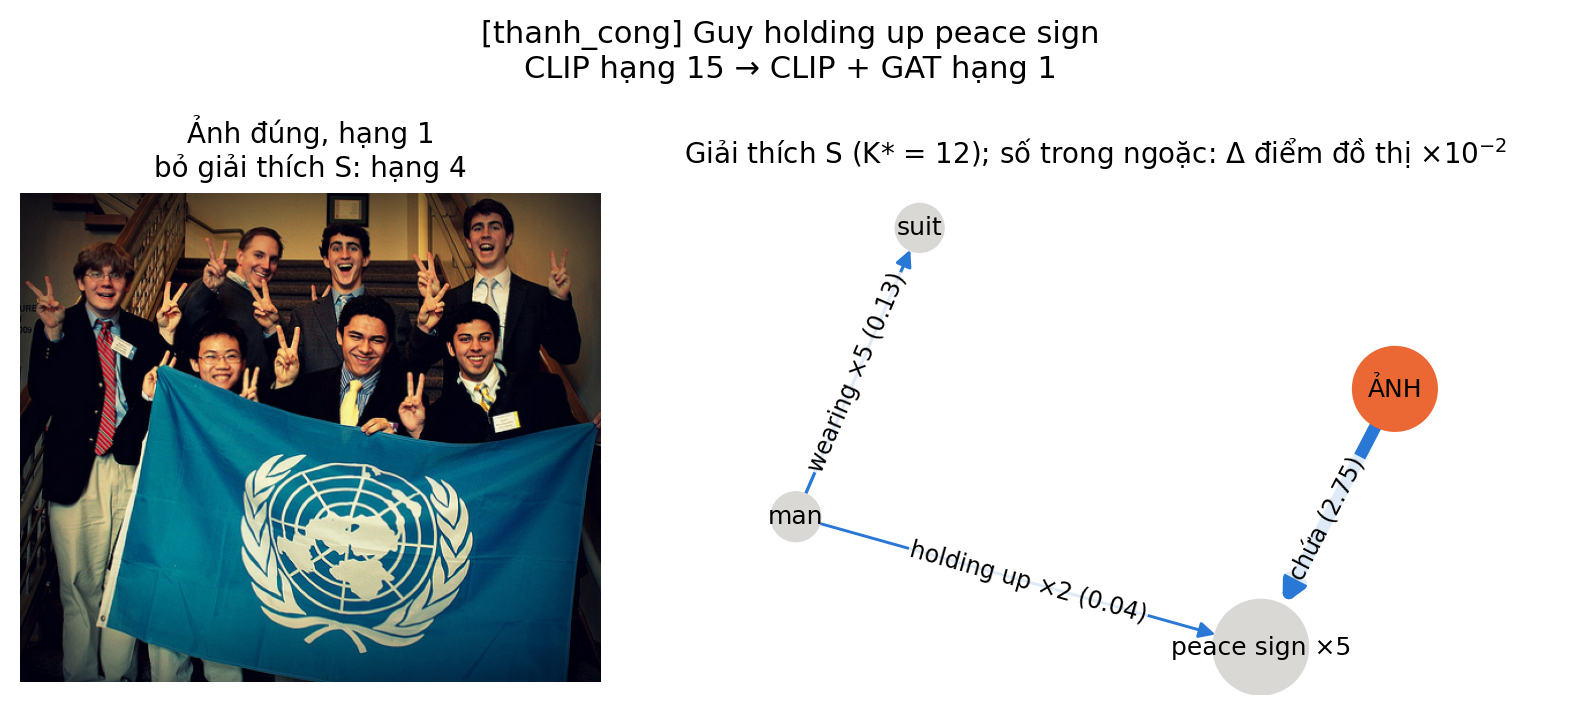 [thanh_cong] Guy holding up peace sign
CLIP hạng 15 → CLIP + GAT hạng 1
Ảnh đúng, hạng 1
bỏ giải thích S: hạng 4
Giải thích S (K* = 12); số trong ngoặc: Δ điểm đồ thị ×10⁻²
suit
wearing ×5 (0.13)
ẢNH
chứa (2.75)
man
holding up ×2 (0.04)
peace sign ×5